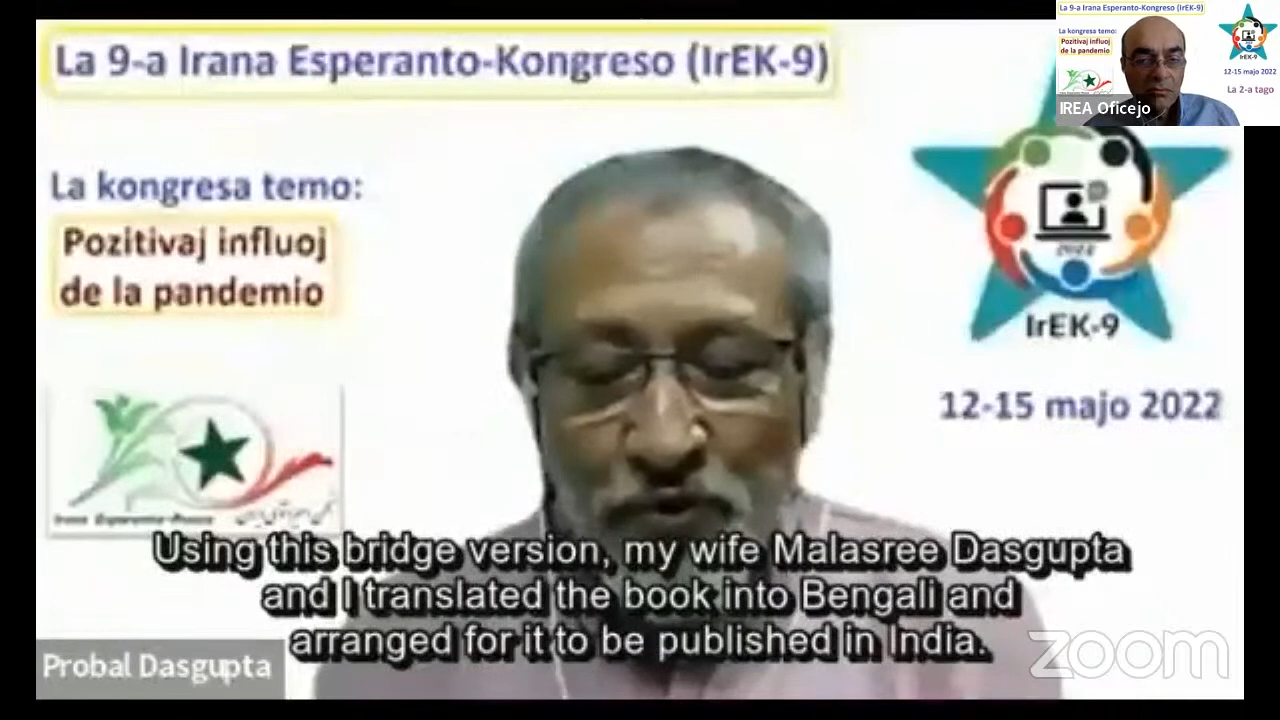 La 9-a Irana Esperanto-Kongreso (IrEK-9)
La kongresa temo:
Pozitivaj influoj
de la pandemio
2022
IrEK-9
12-15 majo 2022
Using this bridge version, my wife Malasree Dasgupta
and I translated the book into Bengali and
arranged for it to be published in India.
Probal Dasgupta
zoom
La 9-a Irana Esperanto-Kongreso (IrEK-9)
La kongresa temo:
Pozitivaj influoj
de la pandemio
IrEK-9
12-15 majo 2022
La 2-a tago
IREA Oficejo